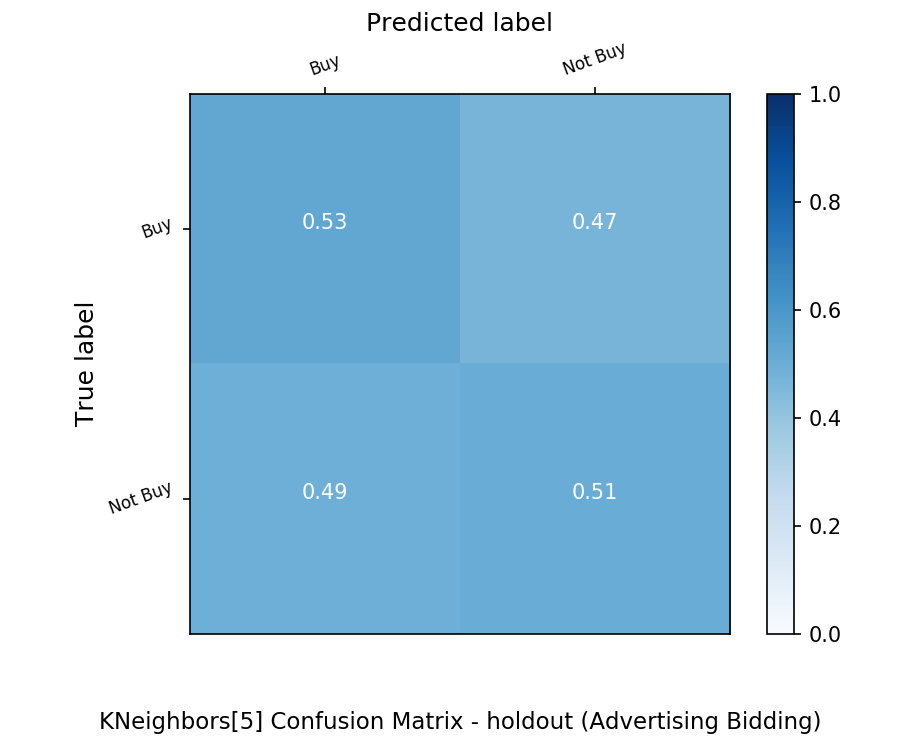 Predicted label
Buy
Not Buy
1.0
Buy
0.53
0.47
0.8
0.6
True label
0.4
Not Buy
0.49
0.51
0.2
0.0
KNeighbors[5] Confusion Matrix - holdout (Advertising Bidding)